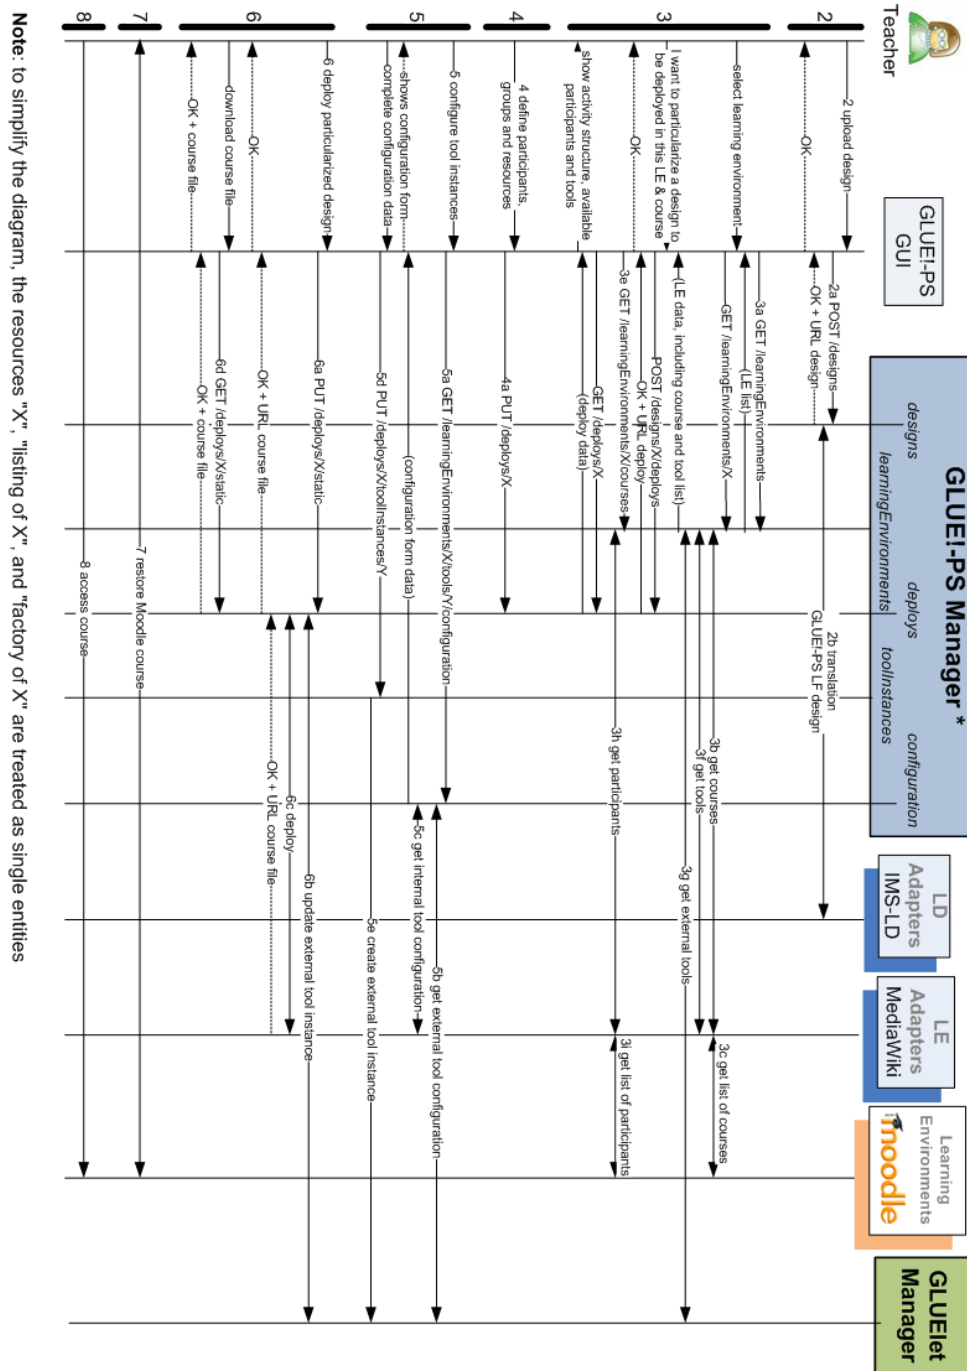 Teacher
GLUE!-PS
GUI
GLUE!-PS Manager *
designs
learningEnvironments
deploys
toolInstances
configuration
LD
Adapters
IMS-LD
LE
Adapters
MediaWiki
Learning
Environments
moodle
GLUElet
Manager
2
2 upload design
2a POST /designs
2b translation
GLUE!-PS LF design
OK + URL design
OK
3
3a GET /learningEnvironments
(LE list)
select learning environment
GET /learningEnvironments/X
3b get courses
3c get list of courses
3f get tools
3g get external tools
(LE data, including course and tool list)
I want to particularize a design to
be deployed in this LE & course
POST /designs/X/deploys
OK + URL deploy
OK
3e GET /learningEnvironments/X/courses
3h get participants
3i get list of participants
GET /deploys/X
(deploy data)
show activity structure, available
participants and tools
4
4 define participants,
groups and resources
4a PUT /deploys/X
5
5 configure tool instances
5a GET /learningEnvironments/X/tools/Y/configuration
5b get external tool configuration
5c get internal tool configuration
(configuration form data)
shows configuration form
complete configuration data
5d PUT /deploys/X/toolInstances/Y
5e create external tool instance
6
6 deploy particularized design
6a PUT /deploys/X/static
6b update external tool instance
6c deploy
OK + URL course file
OK + URL course file
OK
download course file
6d GET /deploys/X/static
OK + course file
OK + course file
7
7 restore Moodle course
8
8 access course
Note: to simplify the diagram, the resources "X", "listing of X", and "factory of X" are treated as single entities